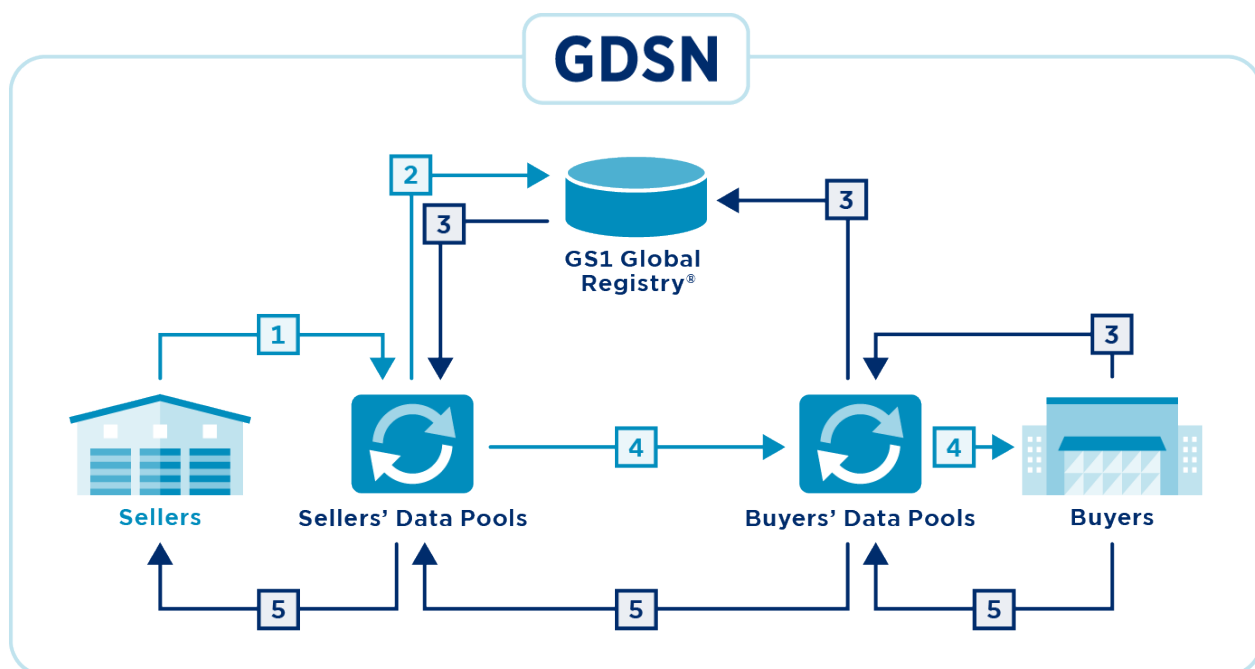 GDSN
2
3
3
GS1 Global
Registry®
1
3
4
4
Sellers
Sellers’ Data Pools
Buyers’ Data Pools
Buyers
5
5
5